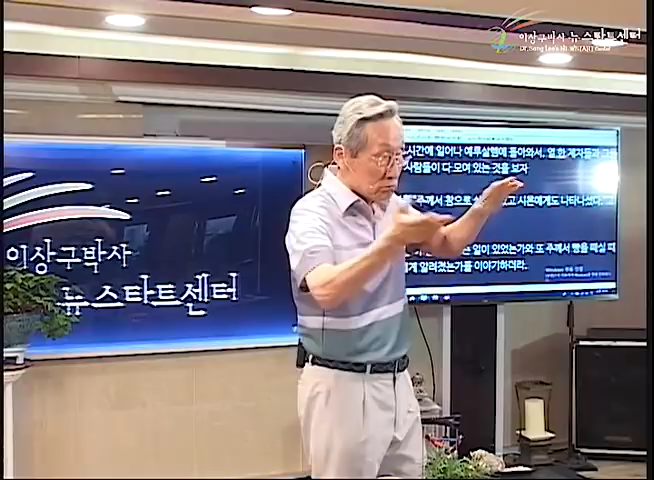 이상구박사 뉴스타트센터
Dr. Sang Lee's NEWSTART Center
시간에 일어나 예루살렘에 돌아와서, 열 한 제자들과 그
사람들이 다 모여 있는 것을 보자
"주께서 참으로 고 시몬에게도 나타나셨다.
일이 있었는가와 또 주께서 빵을 떼실 때
게 알려졌는가를 이야기하더라.
이상구박사
뉴스타트센터
Windows 정품 인증